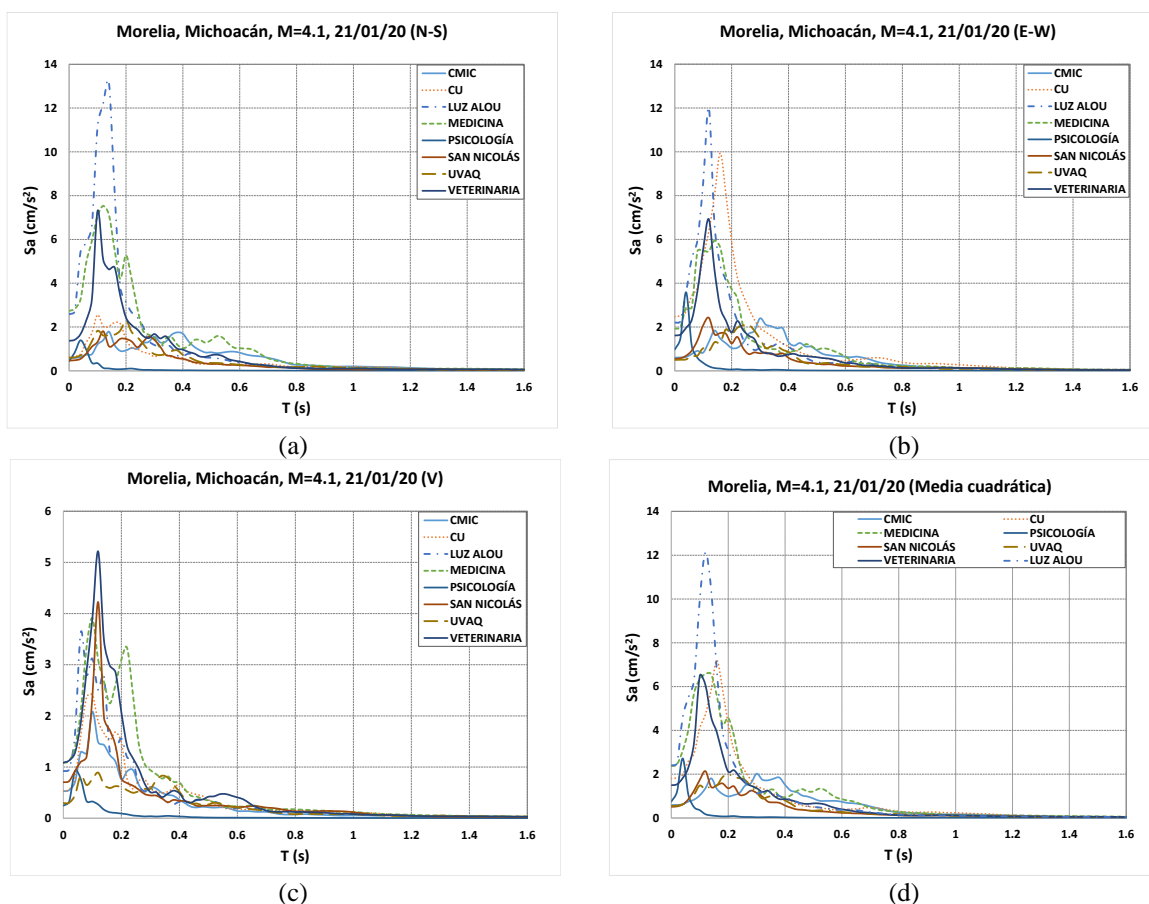 Morelia, Michoacán, M=4.1, 21/01/20 (N-S)
14
12
10
8
6
4
2
0
Sa (cm/s²)
CMIC
CU
LUZ ALOU
MEDICINA
PSICOLOGÍA
SAN NICOLÁS
UVAQ
VETERINARIA
0 0.2 0.4 0.6 0.8 1 1.2 1.4 1.6
T (s)
(a)
Morelia, Michoacán, M=4.1, 21/01/20 (E-W)
14
12
10
8
6
4
2
0
Sa (cm/s²)
CMIC
CU
LUZ ALOU
MEDICINA
PSICOLOGÍA
SAN NICOLÁS
UVAQ
VETERINARIA
0 0.2 0.4 0.6 0.8 1 1.2 1.4 1.6
T (s)
(b)
Morelia, Michoacán, M=4.1, 21/01/20 (V)
6
5
4
3
2
1
0
Sa (cm/s²)
CMIC
CU
LUZ ALOU
MEDICINA
PSICOLOGÍA
SAN NICOLÁS
UVAQ
VETERINARIA
0 0.2 0.4 0.6 0.8 1 1.2 1.4 1.6
T (s)
(c)
Morelia, M=4.1, 21/01/20 (Media cuadrática)
14
12
10
8
6
4
2
0
Sa (cm/s²)
CMIC CU
MEDICINA PSICOLOGÍA
SAN NICOLÁS UVAQ
VETERINARIA LUZ ALOU
0 0.2 0.4 0.6 0.8 1 1.2 1.4 1.6
T (s)
(d)